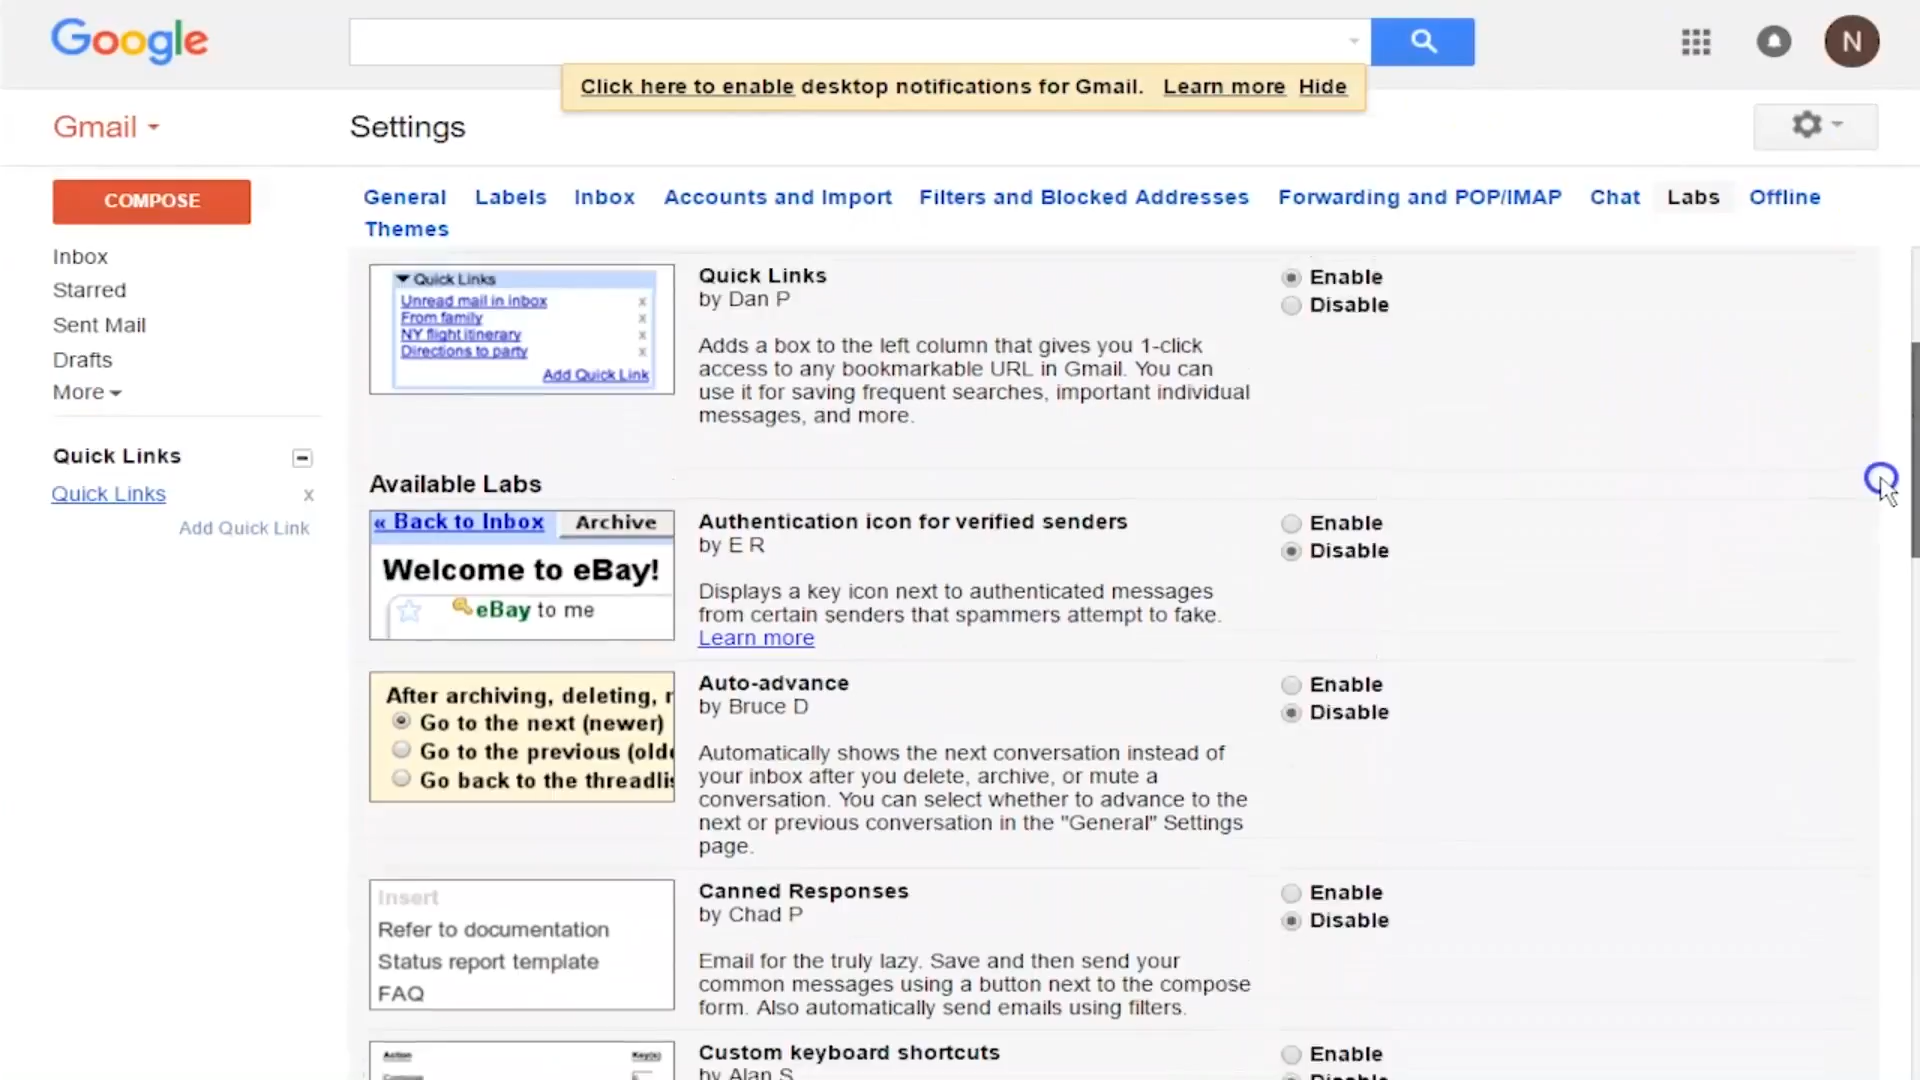 Google
Click here to enable desktop notifications for Gmail. Learn more Hide
N
Gmail
Settings
COMPOSE
General Labels Inbox Accounts and Import Filters and Blocked Addresses Forwarding and POP/IMAP Chat Labs Offline
Themes
Inbox
Starred
Sent Mail
Drafts
More
Quick Links
Quick Links x
Add Quick Link
Quick Links
Unread mail in inbox x
From family x
NY flight itinerary x
Directions to party x
Add Quick Link
Quick Links
by Dan P
Adds a box to the left column that gives you 1-click
access to any bookmarkable URL in Gmail. You can
use it for saving frequent searches, important individual
messages, and more.
Enable
Disable
Available Labs
« Back to Inbox Archive
Welcome to eBay!
eBay to me
Authentication icon for verified senders
by E R
Displays a key icon next to authenticated messages
from certain senders that spammers attempt to fake.
Learn more
Enable
Disable
After archiving, deleting, r
Go to the next (newer)
Go to the previous (olde
Go back to the threadlis
Auto-advance
by Bruce D
Automatically shows the next conversation instead of
your inbox after you delete, archive, or mute a
conversation. You can select whether to advance to the
next or previous conversation in the "General" Settings
page.
Enable
Disable
Insert
Refer to documentation
Status report template
FAQ
Canned Responses
by Chad P
Email for the truly lazy. Save and then send your
common messages using a button next to the compose
form. Also automatically send emails using filters.
Enable
Disable
Action Key(s)
Custom keyboard shortcuts
by Alan S
Enable
Disable